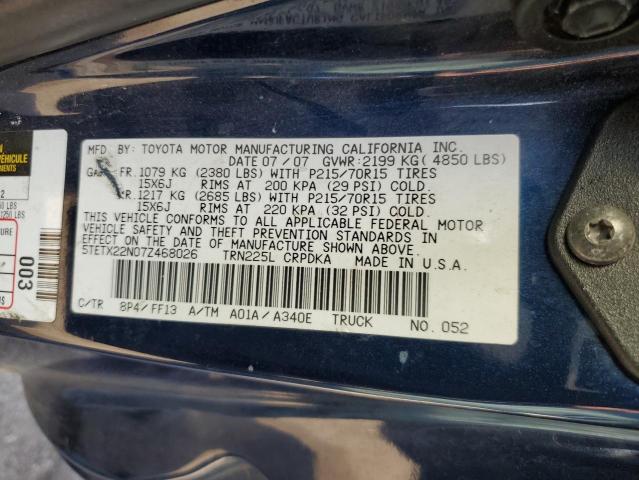 MFD. BY: TOYOTA MOTOR MANUFACTURING CALIFORNIA INC.
DATE 07/07 GVWR:2199 KG( 4850 LBS)
FR. 1079 KG (2380 LBS) WITH P215/70R15 TIRES
15X6J RIMS AT 200 KPA (29 PSI) COLD.
RR.1217 KG (2685 LBS) WITH P215/70R15 TIRES
15X6J RIMS AT 220 KPA (32 PSI) COLD.
THIS VEHICLE CONFORMS TO ALL APPLICABLE FEDERAL MOTOR
VEHICLE SAFETY AND THEFT PREVENTION STANDARDS IN
EFFECT ON THE DATE OF MANUFACTURE SHOWN ABOVE.
5TETX22N07Z468026 TRN225L CRPDKA MADE IN U.S.A.
C/TR 8P4/FF13 A/TM A01A/A340E TRUCK NO. 052
003